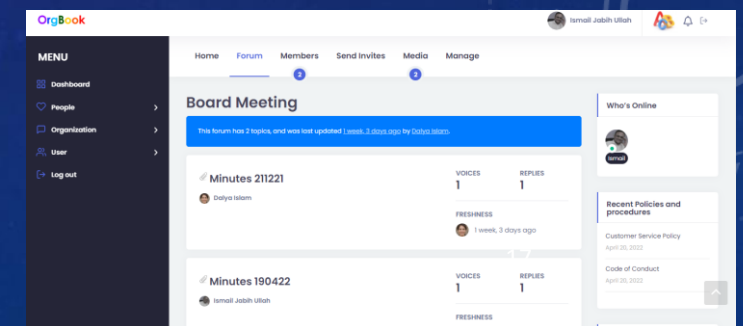 OrgBook
Ismail Jabih Ullah
MENU
Dashboard
People
Organization
User
Log out
Home Forum Members Send Invites Media Manage
2 3
Board Meeting
This forum has 2 topics, and was last updated 1 week, 3 days ago by Dalya Islam.
Minutes 211221
Dalya Islam
VOICES REPLIES
1 1
FRESHNESS
1 week, 3 days ago
17
Minutes 190422
Ismail Jabih Ullah
VOICES REPLIES
1 1
FRESHNESS
Who's Online
Ismail
Recent Policies and
procedures
Customer Service Policy
April 20, 2022
Code of Conduct
April 20, 2022